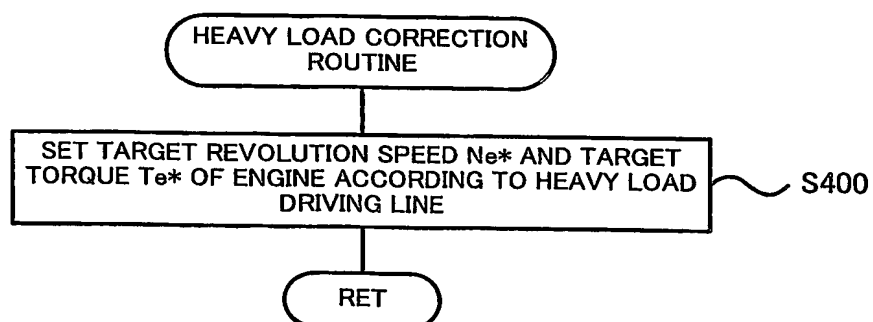 HEAVY LOAD CORRECTION
ROUTINE
SET TARGET REVOLUTION SPEED Ne* AND TARGET
TORQUE Te* OF ENGINE ACCORDING TO HEAVY LOAD
DRIVING LINE
S400
RET